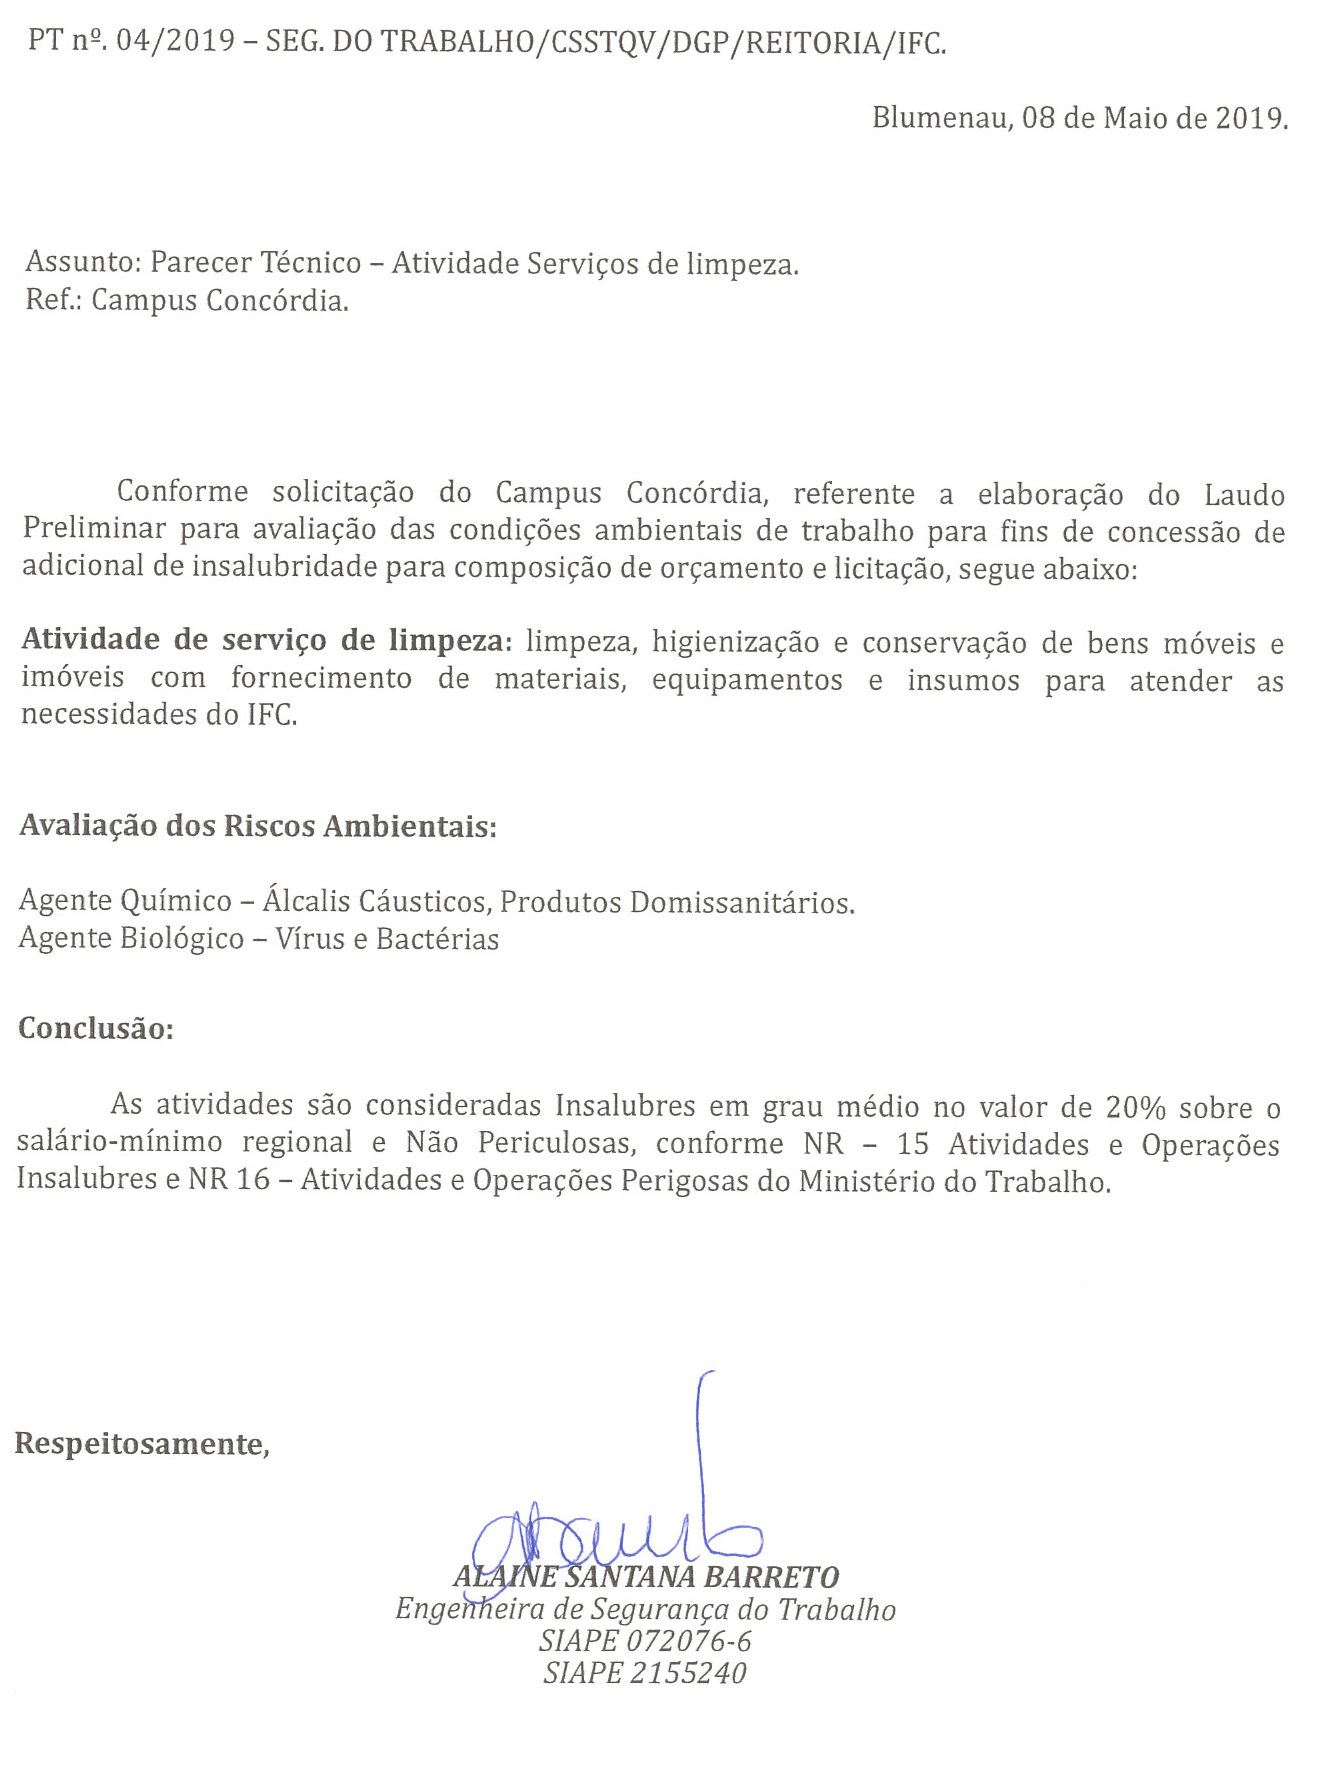 PT nº. 04/2019 – SEG. DO TRABALHO/CSSTQV/DGP/REITORIA/IFC.
Blumenau, 08 de Maio de 2019.
Assunto: Parecer Técnico – Atividade Serviços de limpeza.
Ref.: Campus Concórdia.
Conforme solicitação do Campus Concórdia, referente a elaboração do Laudo
Preliminar para avaliação das condições ambientais de trabalho para fins de concessão de
adicional de insalubridade para composição de orçamento e licitação, segue abaixo:
Atividade de serviço de limpeza: limpeza, higienização e conservação de bens móveis e
imóveis com fornecimento de materiais, equipamentos e insumos para atender as
necessidades do IFC.
Avaliação dos Riscos Ambientais:
Agente Químico – Álcalis Cáusticos, Produtos Domissanitários.
Agente Biológico – Vírus e Bactérias
Conclusão:
As atividades são consideradas Insalubres em grau médio no valor de 20% sobre o
salário-mínimo regional e Não Periculosas, conforme NR – 15 Atividades e Operações
Insalubres e NR 16 – Atividades e Operações Perigosas do Ministério do Trabalho.
Respeitosamente,
ALAINE SANTANA BARRETO
Engenheira de Segurança do Trabalho
SIAPE 072076-6
SIAPE 2155240